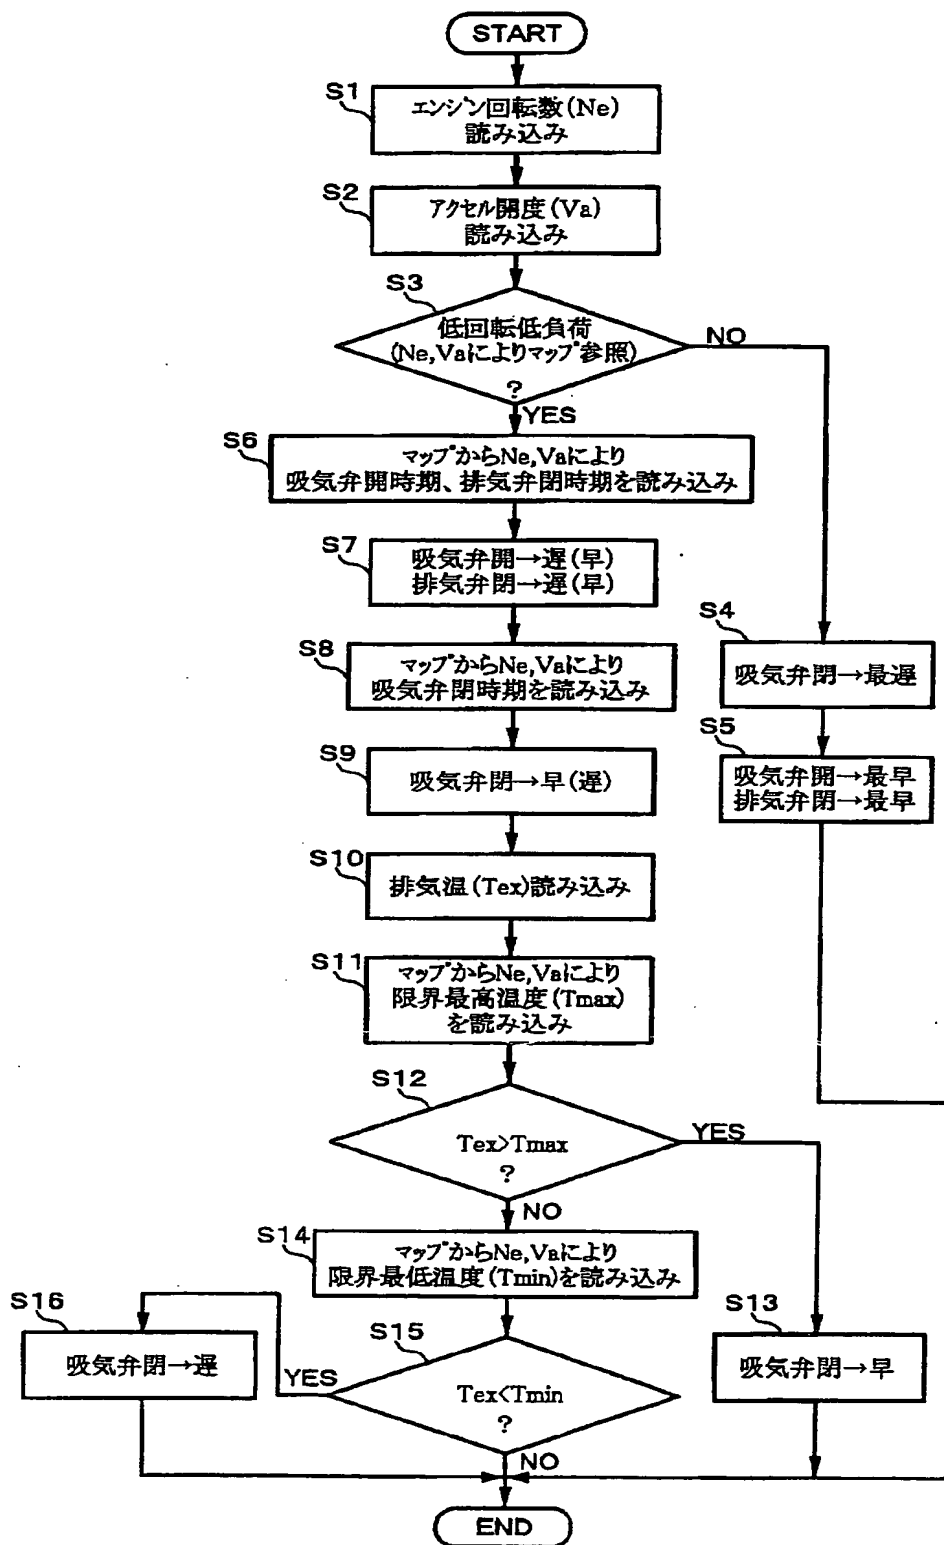 START
S1
エンジン回転数(Ne)
読み込み
S2
アクセル開度(Va)
読み込み
S3
低回転低負荷
(Ne,Vaによりマップ参照)
?
NO
YES
S6
マップからNe,Vaにより
吸気弁開時期、排気弁閉時期を読み込み
S7
吸気弁開→遅(早)
排気弁閉→遅(早)
S4
吸気弁閉→最遅
S8
マップからNe,Vaにより
吸気弁閉時期を読み込み
S5
吸気弁開→最早
排気弁閉→最早
S9
吸気弁閉→早(遅)
S10
排気温(Tex)読み込み
S11
マップからNe,Vaにより
限界最高温度(Tmax)
を読み込み
S12
Tex>Tmax
?
YES
NO
S14
マップからNe,Vaにより
限界最低温度(Tmin)を読み込み
S16
吸気弁閉→遅
S15
YES
Tex<Tmin
?
S13
吸気弁閉→早
NO
END